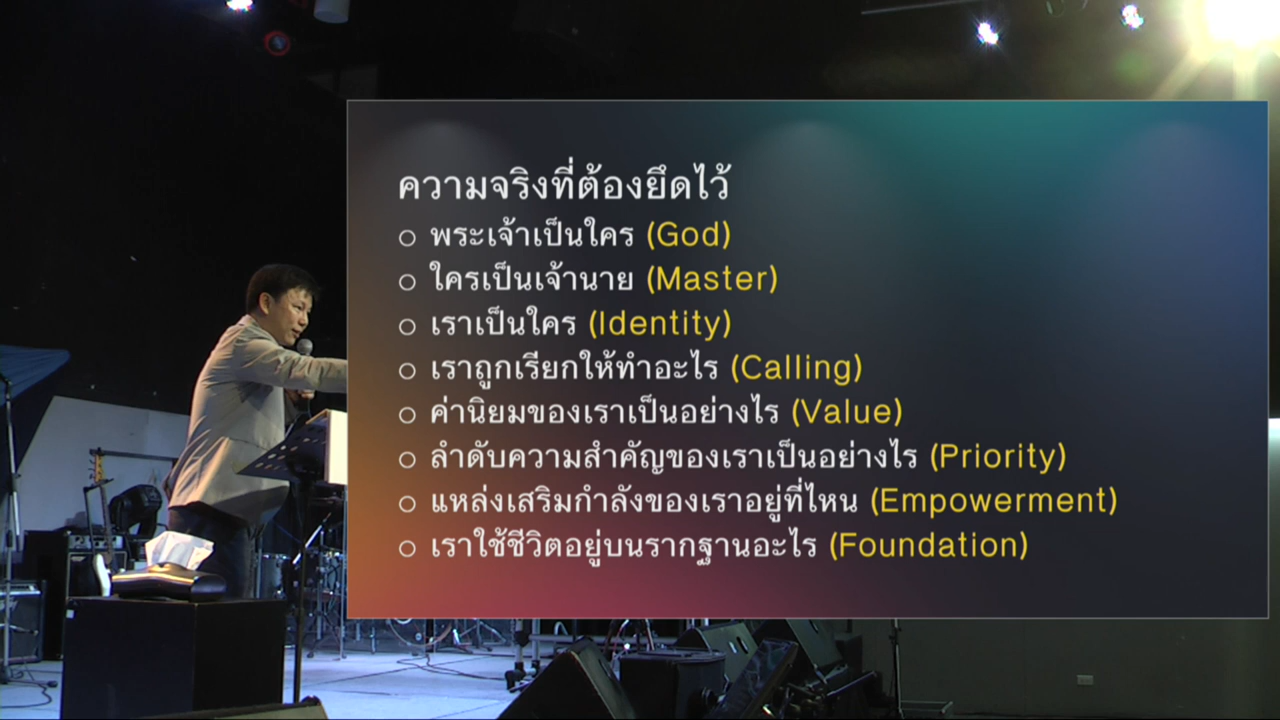 ความจริงที่ต้องยึดไว้
○ พระเจ้าเป็นใคร (God)
○ ใครเป็นเจ้านาย (Master)
○ เราเป็นใคร (Identity)
○ เราถูกเรียกให้ทำอะไร (Calling)
○ ค่านิยมของเราเป็นอย่างไร (Value)
○ ลำดับความสำคัญของเราเป็นอย่างไร (Priority)
○ แหล่งเสริมกำลังของเราอยู่ที่ไหน (Empowerment)
○ เราใช้ชีวิตอยู่บนรากฐานอะไร (Foundation)